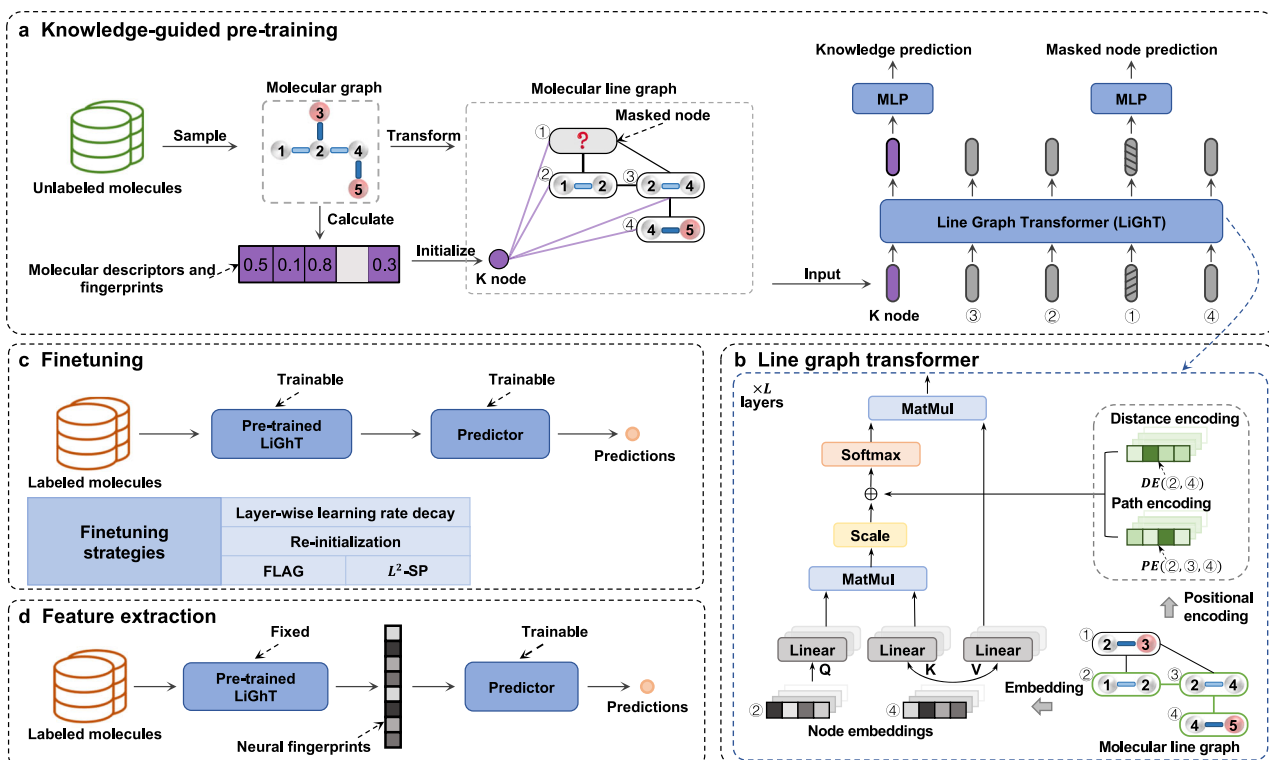 a Knowledge-guided pre-training
Unlabeled molecules
Sample
Molecular graph
3
1 2 4
5
Transform
Calculate
Molecular descriptors and
fingerprints
0.5 0.1 0.8 0.3
Initialize
Molecular line graph
Masked node
① ?
② 1 2 ③ 2 4
④ 4 5
K node
Input
Knowledge prediction
Masked node prediction
MLP
MLP
Line Graph Transformer (LiGhT)
K node ③ ② ① ④
c Finetuning
Trainable
Trainable
Labeled molecules
Pre-trained
LiGhT
Predictor
Predictions
Finetuning
strategies
Layer-wise learning rate decay
Re-initialization
FLAG
L²-SP
d Feature extraction
Fixed
Trainable
Labeled molecules
Pre-trained
LiGhT
Neural fingerprints
Predictor
Predictions
b Line graph transformer
×L
layers
MatMul
Softmax
⊕
Scale
MatMul
Linear
Linear
Linear
Q
K
V
②
④
Node embeddings
Embedding
Distance encoding
DE(②,④)
Path encoding
PE(②,③,④)
Positional
encoding
① 2 3
② 1 2 ③ 2 4
④ 4 5
Molecular line graph